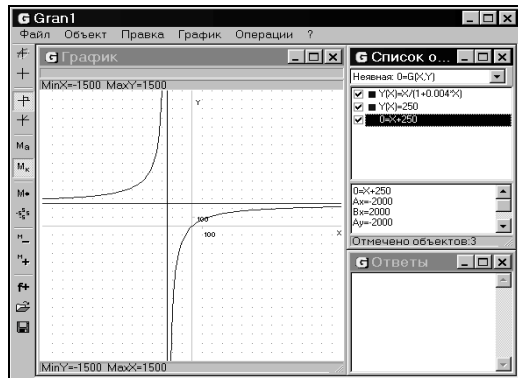 Gran1
Файл Объект Правка График Операции ?
График
MinX=-1500 MaxY=1500
Y
100
100
X
MinY=-1500 MaxX=1500
Список о...
Неявная: 0=G(X,Y)
Y(X)=X/(1+0.004*X)
Y(X)=250
0=X+250
0=X+250
Ax=-2000
Bx=2000
Ay=-2000
Отмечено объектов:3
Ответы